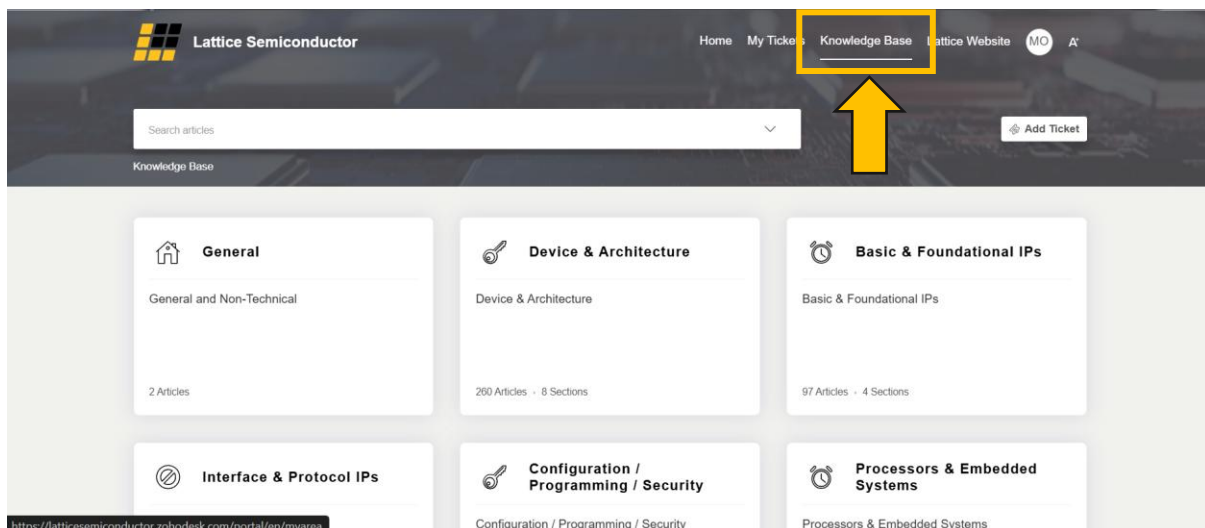 Lattice Semiconductor
Home My Tickets Knowledge Base Lattice Website MO A
Search articles
Add Ticket
Knowledge Base
General
Device & Architecture
Basic & Foundational IPs
General and Non-Technical
Device & Architecture
Basic & Foundational IPs
2 Articles
260 Articles · 8 Sections
97 Articles · 4 Sections
Interface & Protocol IPs
Configuration /
Programming / Security
Processors & Embedded
Systems
https://latticesemiconductor.zohodesk.com/portal/en/myarea
Configuration / Programming / Security
Processors & Embedded Systems